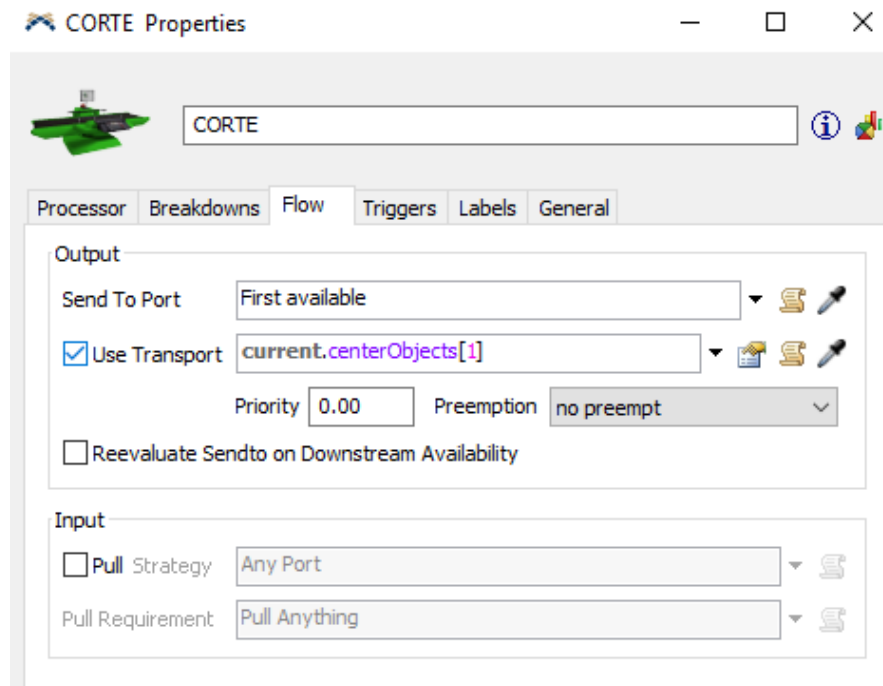 CORTE Properties
CORTE
Processor Breakdowns Flow Triggers Labels General
Output
Send To Port First available
Use Transport current.centerObjects[1]
Priority 0.00 Preemption no preempt
Reevaluate Sendto on Downstream Availability
Input
Pull Strategy Any Port
Pull Requirement Pull Anything